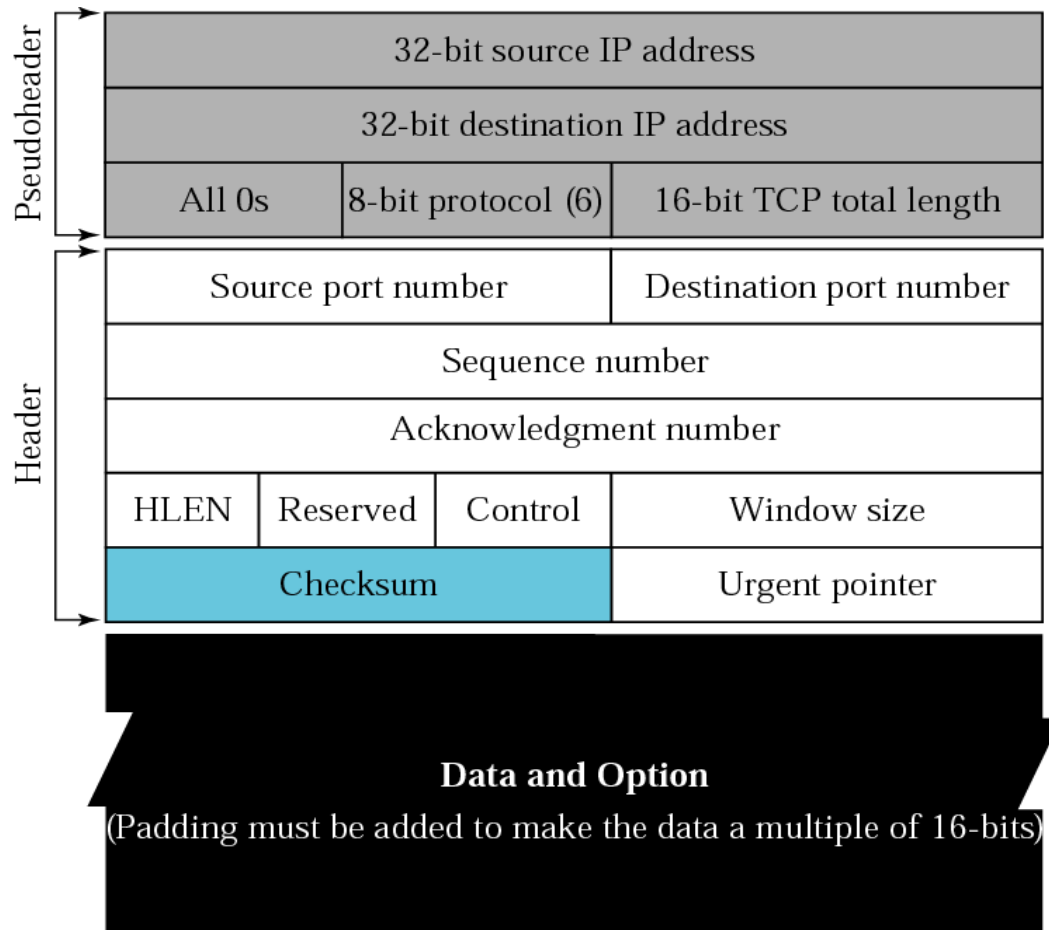 Pseudoheader
32-bit source IP address
32-bit destination IP address
All 0s 8-bit protocol (6) 16-bit TCP total length
Header
Source port number Destination port number
Sequence number
Acknowledgment number
HLEN Reserved Control Window size
Checksum Urgent pointer
Data and Option
(Padding must be added to make the data a multiple of 16-bits)